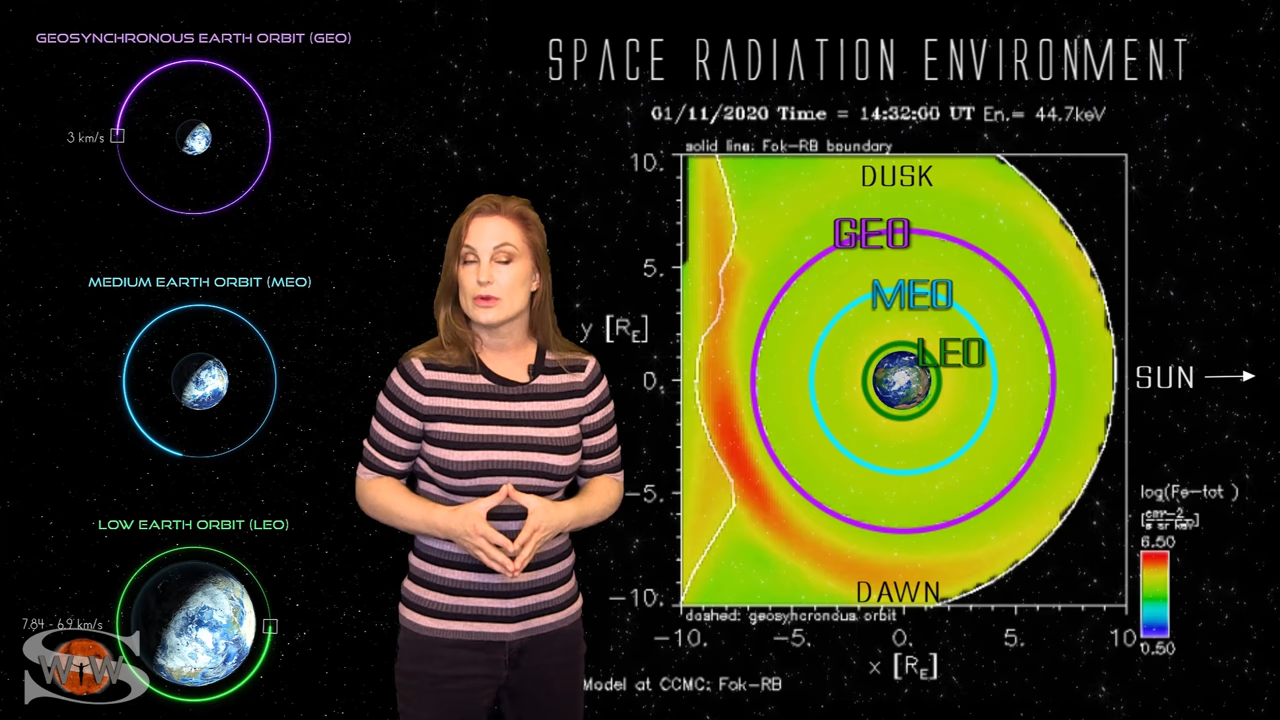 GEOSYNCHRONOUS EARTH ORBIT (GEO)
3 km/s
MEDIUM EARTH ORBIT (MEO)
LOW EARTH ORBIT (LEO)
7.84 - 6.9 km/s
S
WTW
SPACE RADIATION ENVIRONMENT
01/11/2020 Time = 14:32:00 UT En.= 44.7keV
solid line: Fok-RB boundary
10.
5.
0.
-5.
-10.
y [RE]
DUSK
GEO
MEO
LEO
DAWN
SUN
dashed: geosynchronous orbit
-10. -5. 0. 5. 10
x [RE]
Model at CCMC: Fok-RB
6.50
0.50